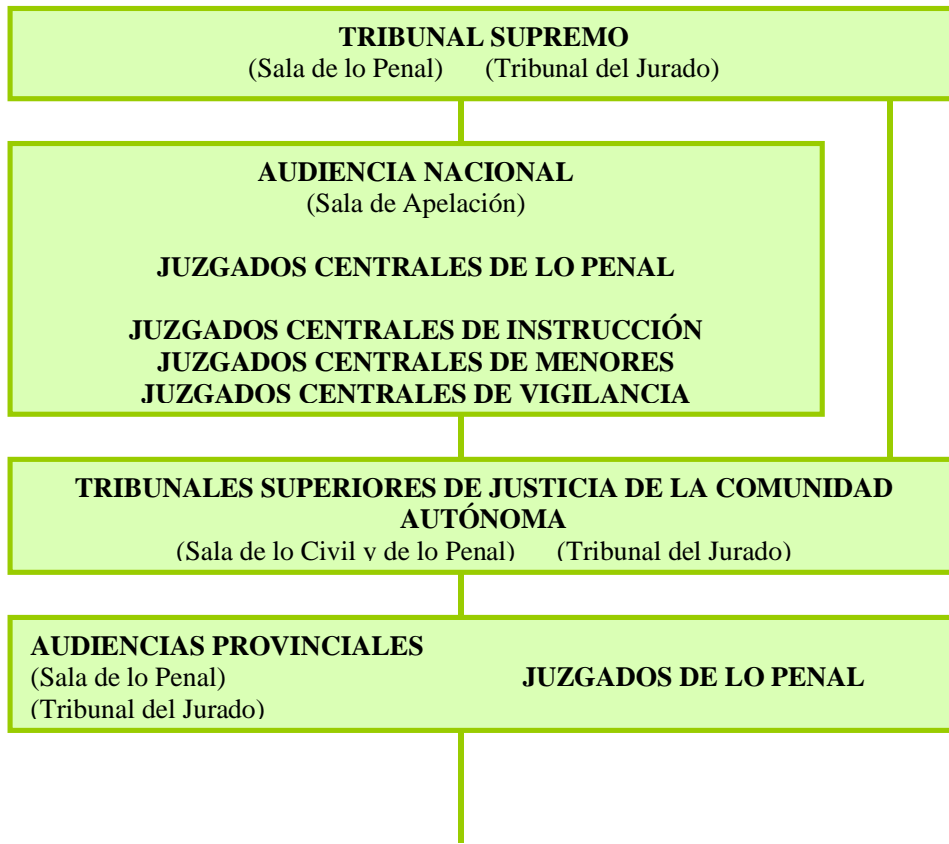 TRIBUNAL SUPREMO
(Sala de lo Penal) (Tribunal del Jurado)
AUDIENCIA NACIONAL
(Sala de Apelación)
JUZGADOS CENTRALES DE LO PENAL
JUZGADOS CENTRALES DE INSTRUCCIÓN
JUZGADOS CENTRALES DE MENORES
JUZGADOS CENTRALES DE VIGILANCIA
TRIBUNALES SUPERIORES DE JUSTICIA DE LA COMUNIDAD
AUTÓNOMA
(Sala de lo Civil y de lo Penal) (Tribunal del Jurado)
AUDIENCIAS PROVINCIALES
(Sala de lo Penal) JUZGADOS DE LO PENAL
(Tribunal del Jurado)